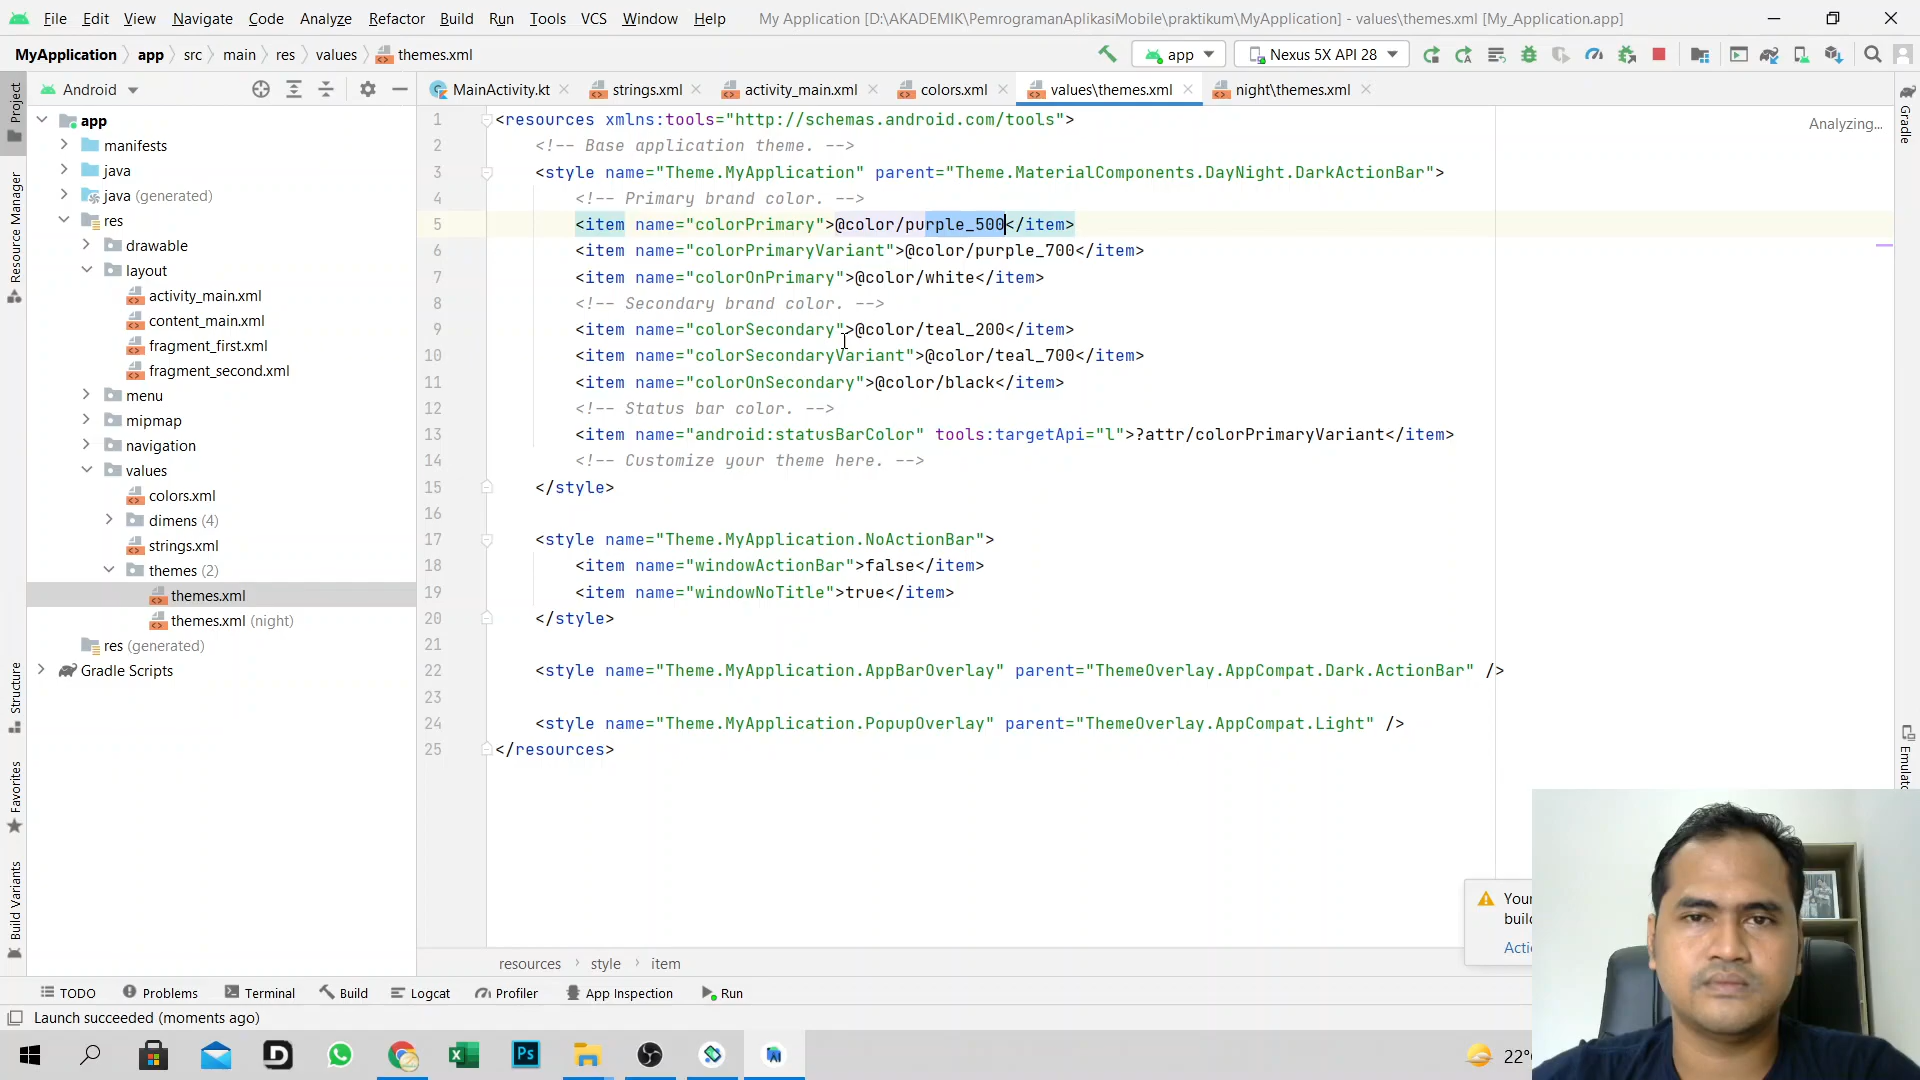 File Edit View Navigate Code Analyze Refactor Build Run Tools VCS Window Help My Application [D:\AKADEMIK\PemrogramanAplikasiMobile\praktikum\MyApplication] - values\themes.xml [My_Application.app]
MyApplication app src main res values themes.xml app Nexus 5X API 28
Android MainActivity.kt strings.xml activity_main.xml colors.xml values\themes.xml night\themes.xml
Project
Resource Manager
Structure
Favorites
Build Variants
app
manifests
java
java (generated)
res
drawable
layout
activity_main.xml
content_main.xml
fragment_first.xml
fragment_second.xml
menu
mipmap
navigation
values
colors.xml
dimens (4)
strings.xml
themes (2)
themes.xml
themes.xml (night)
res (generated)
Gradle Scripts
1 <resources xmlns:tools="http://schemas.android.com/tools">
2 <!-- Base application theme. -->
3 <style name="Theme.MyApplication" parent="Theme.MaterialComponents.DayNight.DarkActionBar">
4 <!-- Primary brand color. -->
5 <item name="colorPrimary">@color/purple_500</item>
6 <item name="colorPrimaryVariant">@color/purple_700</item>
7 <item name="colorOnPrimary">@color/white</item>
8 <!-- Secondary brand color. -->
9 <item name="colorSecondary">@color/teal_200</item>
10 <item name="colorSecondaryVariant">@color/teal_700</item>
11 <item name="colorOnSecondary">@color/black</item>
12 <!-- Status bar color. -->
13 <item name="android:statusBarColor" tools:targetApi="l">?attr/colorPrimaryVariant</item>
14 <!-- Customize your theme here. -->
15 </style>
16
17 <style name="Theme.MyApplication.NoActionBar">
18 <item name="windowActionBar">false</item>
19 <item name="windowNoTitle">true</item>
20 </style>
21
22 <style name="Theme.MyApplication.AppBarOverlay" parent="ThemeOverlay.AppCompat.Dark.ActionBar" />
23
24 <style name="Theme.MyApplication.PopupOverlay" parent="ThemeOverlay.AppCompat.Light" />
25 </resources>
Analyzing...
Gradle
Emulato
Your
buil
Acti
resources style item
TODO Problems Terminal Build Logcat Profiler App Inspection Run
Launch succeeded (moments ago)
Ps
22°